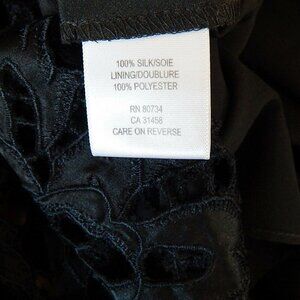 100% SILK/SOIE
LINING/DOUBLURE
100% POLYESTER
RN 80734
CA 31458
CARE ON REVERSE